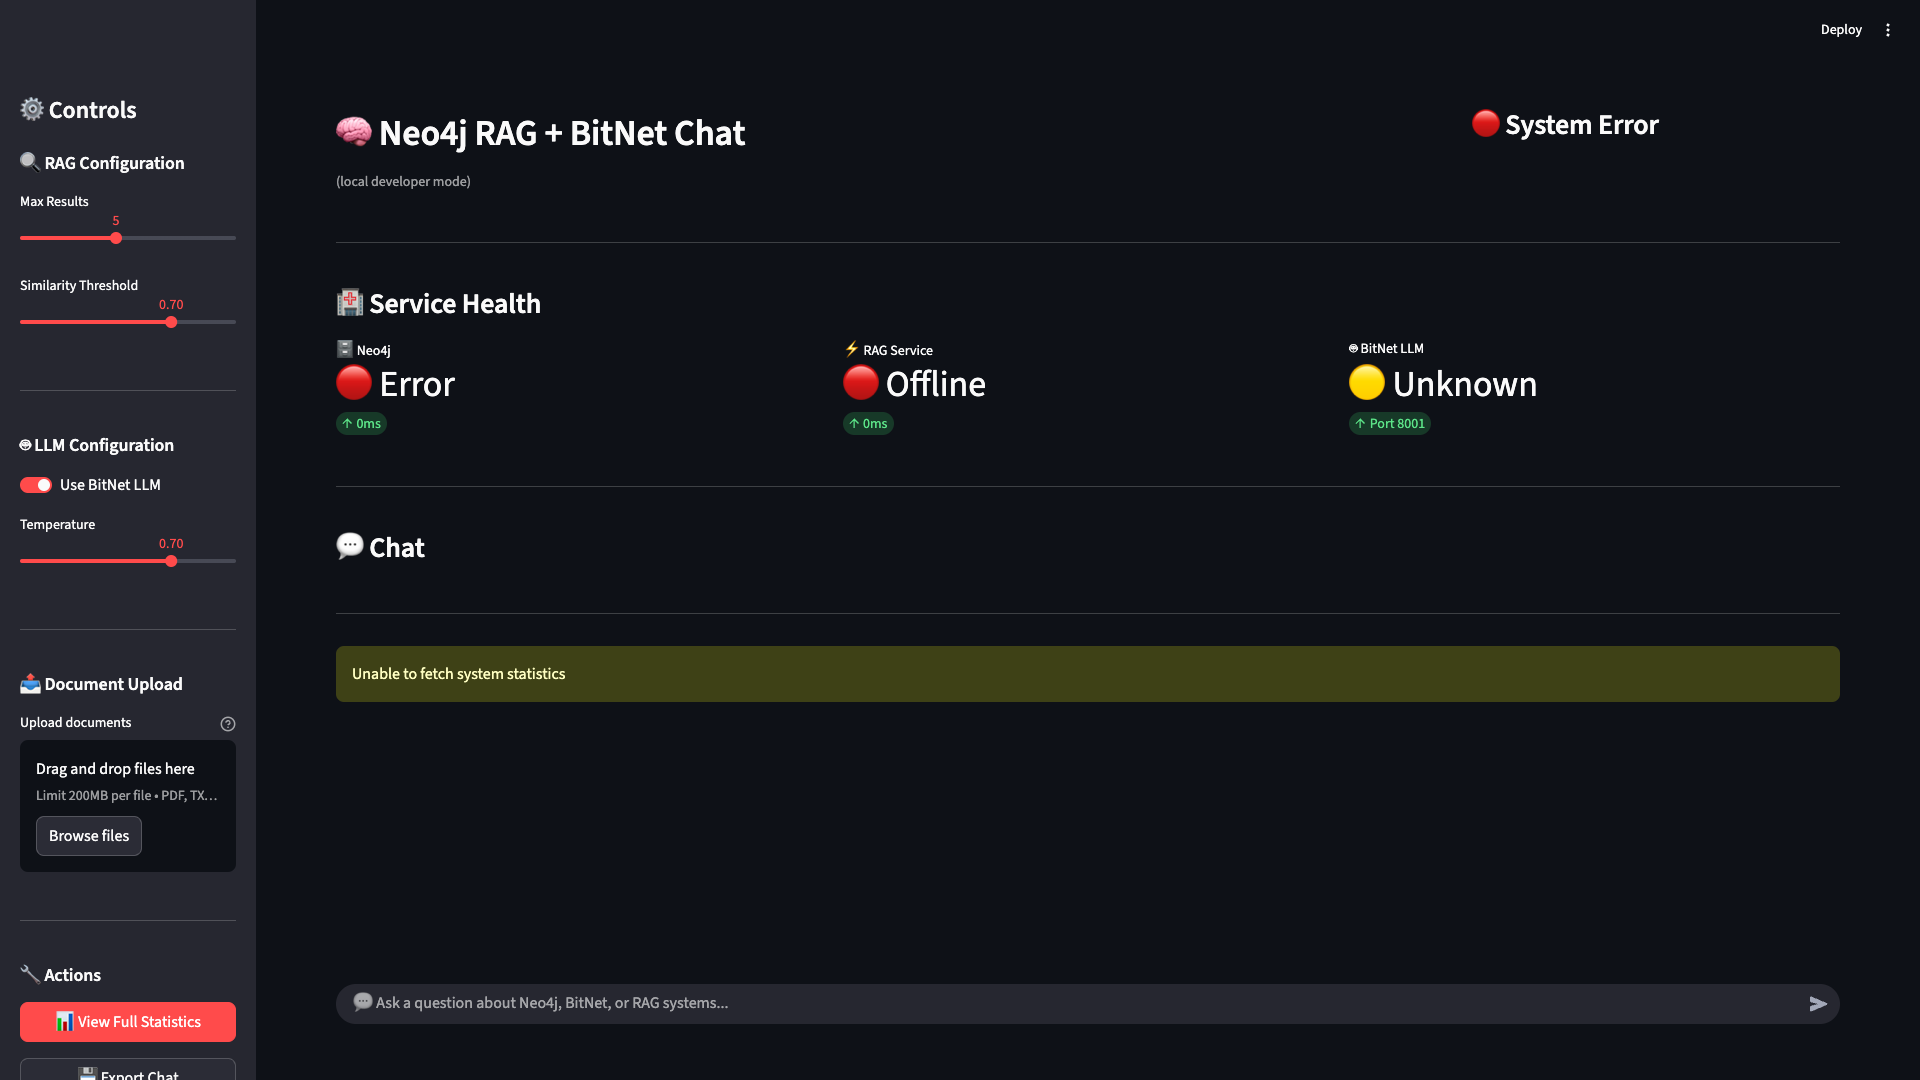 Deploy
Controls
RAG Configuration
Max Results
5
Similarity Threshold
0.70
LLM Configuration
Use BitNet LLM
Temperature
0.70
Document Upload
Upload documents
Drag and drop files here
Limit 200MB per file • PDF, TX...
Browse files
Actions
View Full Statistics
Export Chat
Neo4j RAG + BitNet Chat
(local developer mode)
System Error
Service Health
Neo4j
Error
↑ 0ms
RAG Service
Offline
↑ 0ms
BitNet LLM
Unknown
↑ Port 8001
Chat
Unable to fetch system statistics
Ask a question about Neo4j, BitNet, or RAG systems...